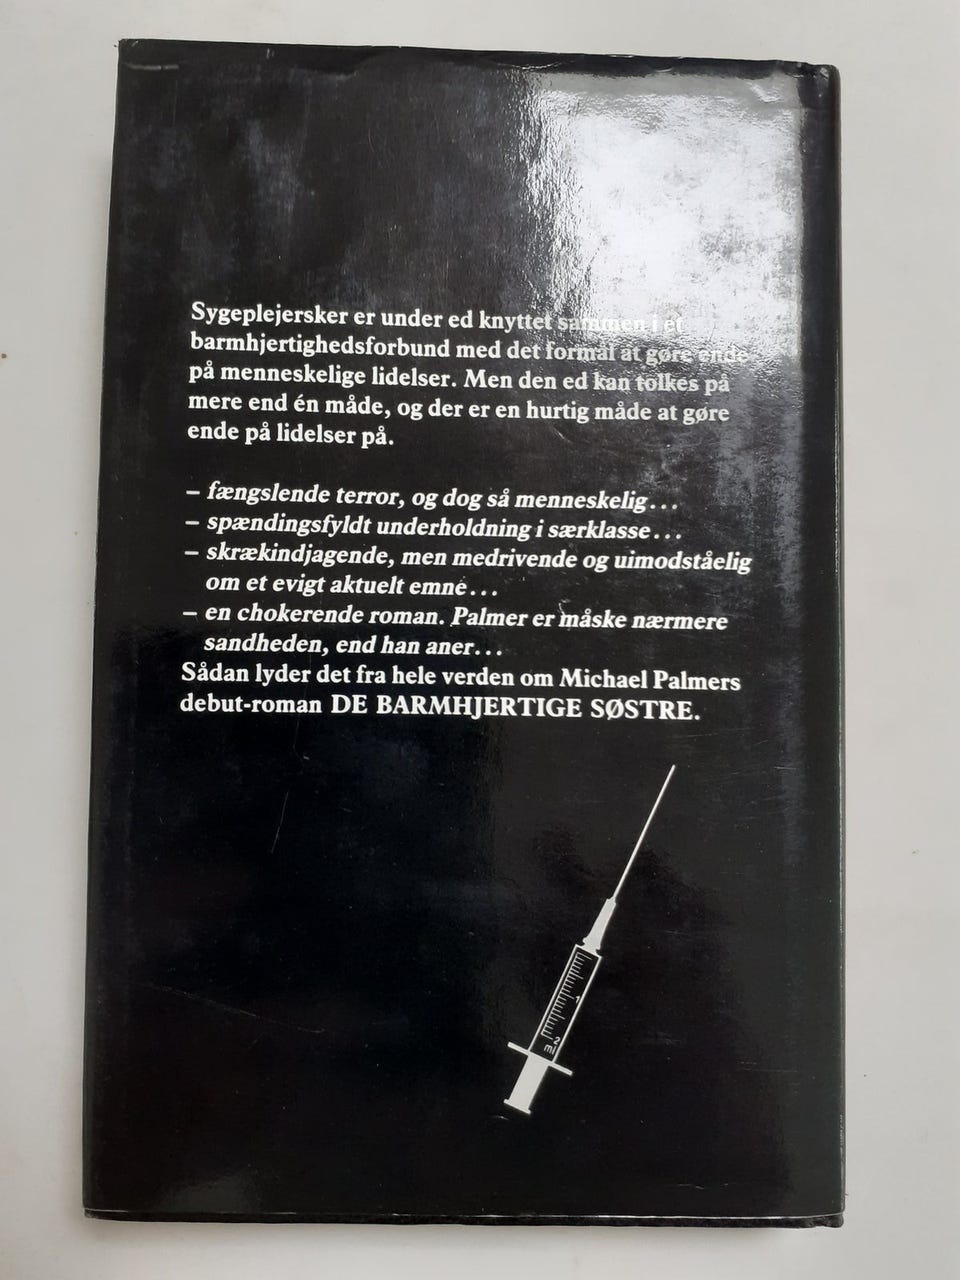 Sygeplejersker er under ed knyttet sammen i et
barmhjertighedsforbund med det formål at gøre ende
på menneskelige lidelser. Men den ed kan tolkes på
mere end én måde, og der er en hurtig måde at gøre
ende på lidelser på.
– fængslende terror, og dog så menneskelig...
– spændingsfyldt underholdning i særklasse...
– skrækindjagende, men medrivende og uimodståelig
om et evigt aktuelt emne...
– en chokerende roman. Palmer er måske nærmere
sandheden, end han aner...
Sådan lyder det fra hele verden om Michael Palmers
debut-roman DE BARMHJERTIGE SØSTRE.
1
2
ml